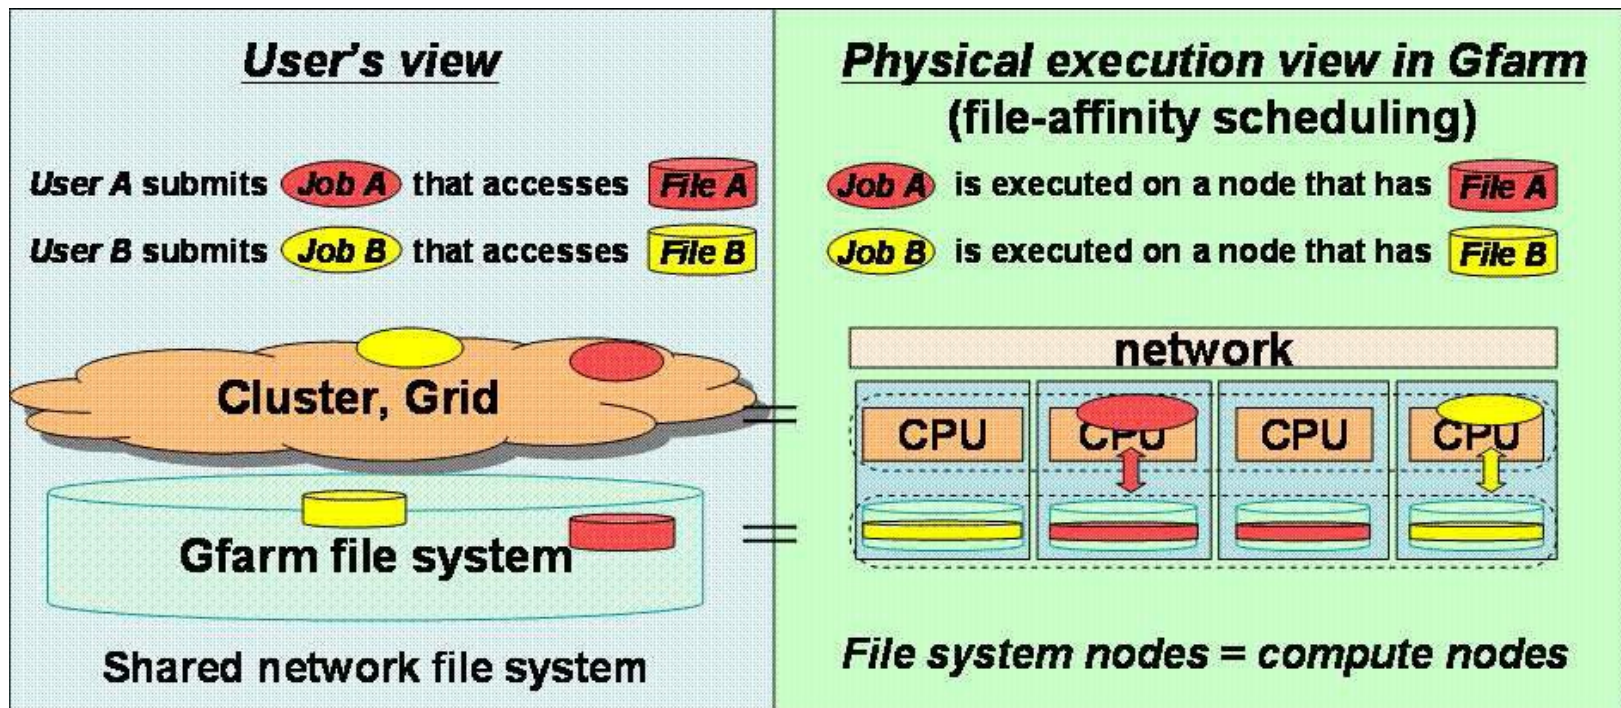 User's view
User A submits Job A that accesses File A
User B submits Job B that accesses File B
Cluster, Grid
Gfarm file system
Shared network file system
Physical execution view in Gfarm
(file-affinity scheduling)
Job A is executed on a node that has File A
Job B is executed on a node that has File B
network
CPU CPU CPU CPU
File system nodes = compute nodes